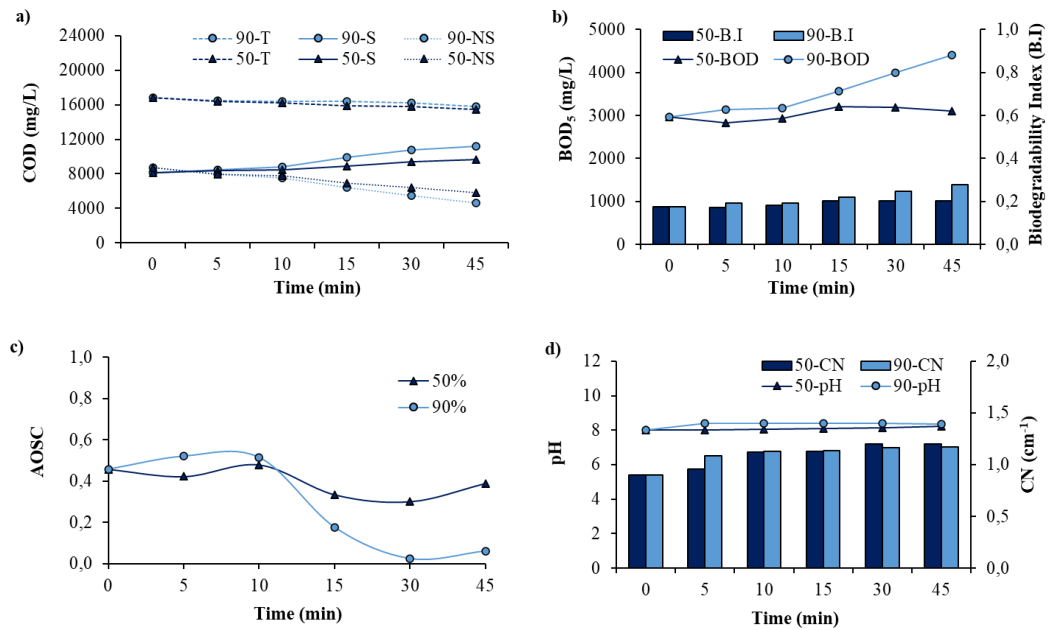 a)
90-T 90-S 90-NS
50-T 50-S 50-NS
COD (mg/L)
24000
20000
16000
12000
8000
4000
0
0 5 10 15 30 45
Time (min)
b)
50-B.I 90-B.I
50-BOD 90-BOD
BOD5 (mg/L)
5000
4000
3000
2000
1000
0
1,0
0,8
0,6
0,4
0,2
0,0
Biodegradability Index (B.I)
0 5 10 15 30 45
Time (min)
c)
50%
90%
AOSC
1,0
0,8
0,6
0,4
0,2
0,0
0 5 10 15 30 45
Time (min)
d)
50-CN 90-CN
50-pH 90-pH
pH
12
10
8
6
4
2
0
2,0
1,5
1,0
0,5
0,0
CN (cm-1)
0 5 10 15 30 45
Time (min)